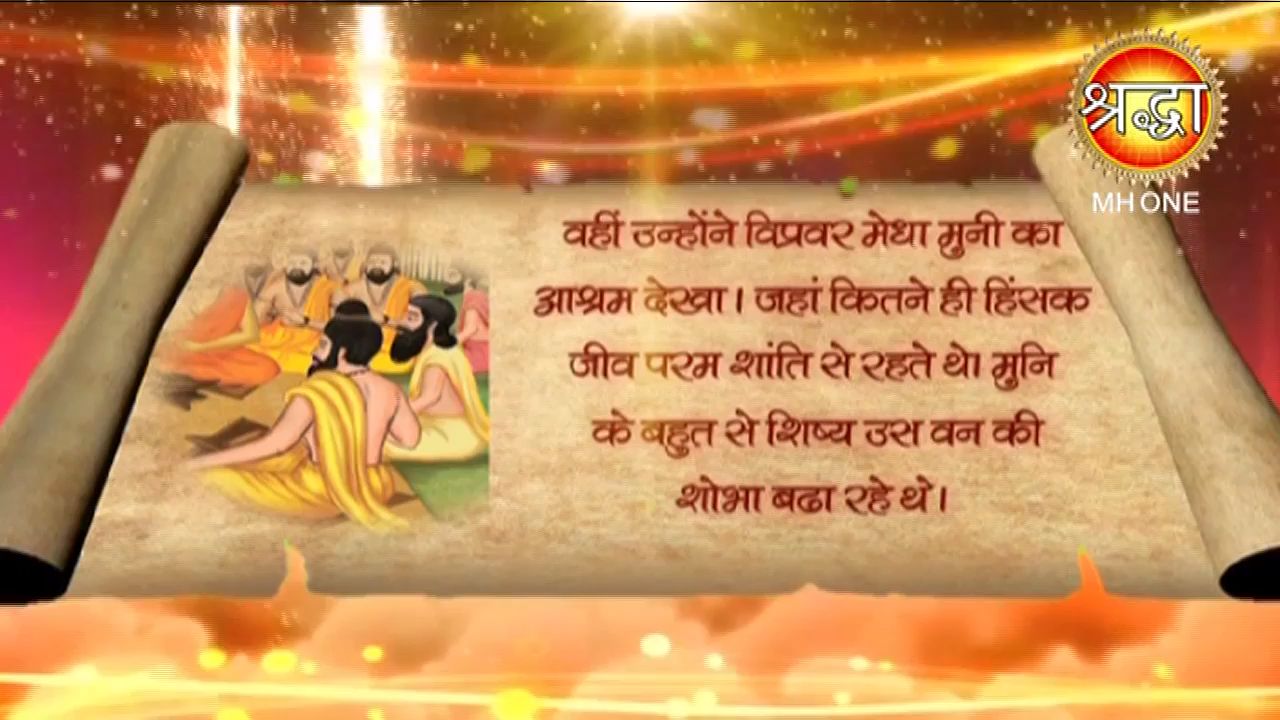 श्रद्धा
MH ONE
वहीं उन्होंने विप्रवर मेधा मुनी का
आश्रम देखा। जहां कितने ही हिंसक
जीव परम शांति से रहते थे। मुनि
के बहुत से शिष्य उस वन की
शोभा बढा रहे थे।